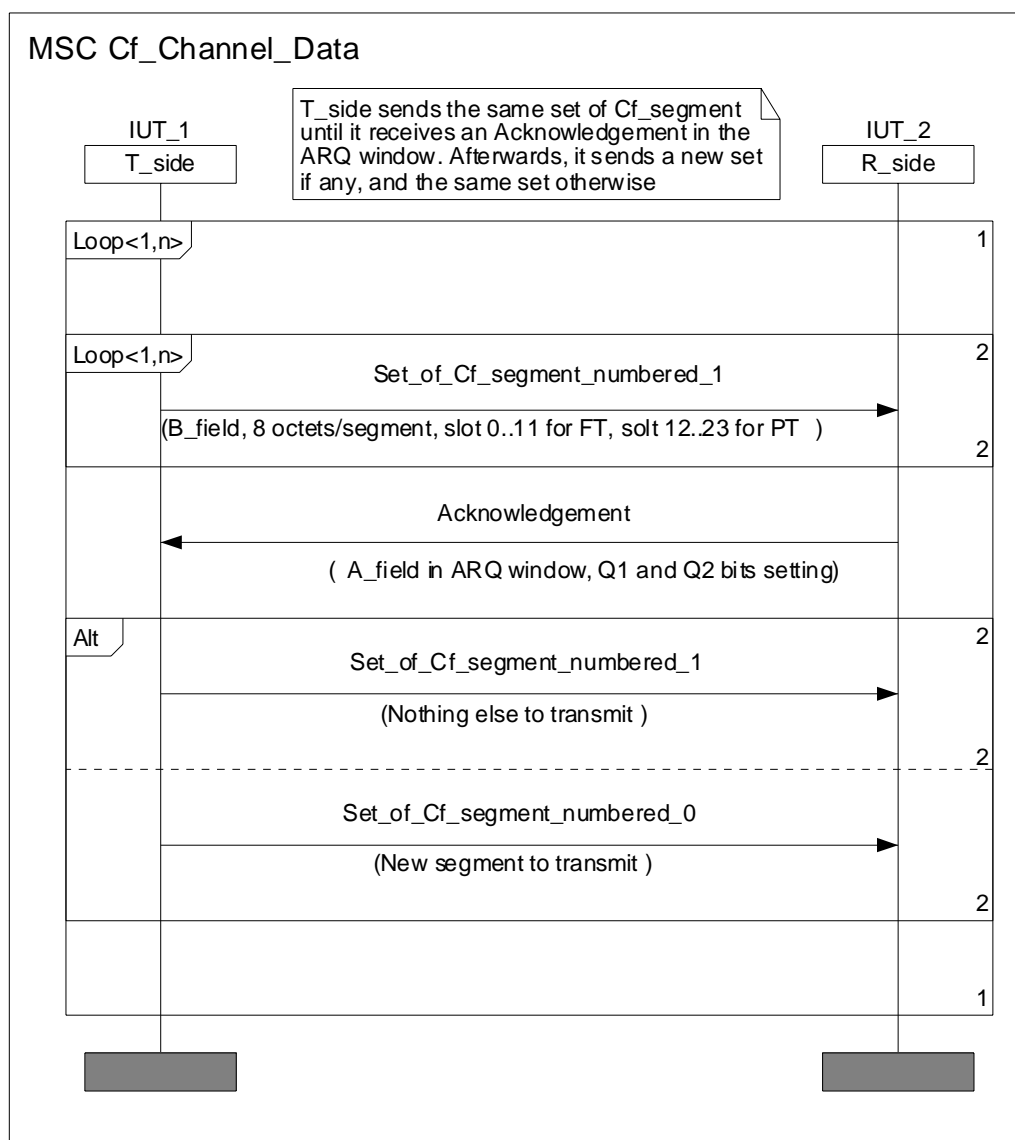 MSC Cf_Channel_Data
T_side sends the same set of Cf_segment
until it receives an Acknowledgement in the
ARQ window. Afterwards, it sends a new set
if any, and the same set otherwise
IUT_1
T_side
IUT_2
R_side
Loop<1,n>
1
Loop<1,n>
2
Set_of_Cf_segment_numbered_1
(B_field, 8 octets/segment, slot 0..11 for FT, solt 12..23 for PT )
2
Acknowledgement
( A_field in ARQ window, Q1 and Q2 bits setting)
Alt
2
Set_of_Cf_segment_numbered_1
(Nothing else to transmit )
2
Set_of_Cf_segment_numbered_0
(New segment to transmit )
2
1